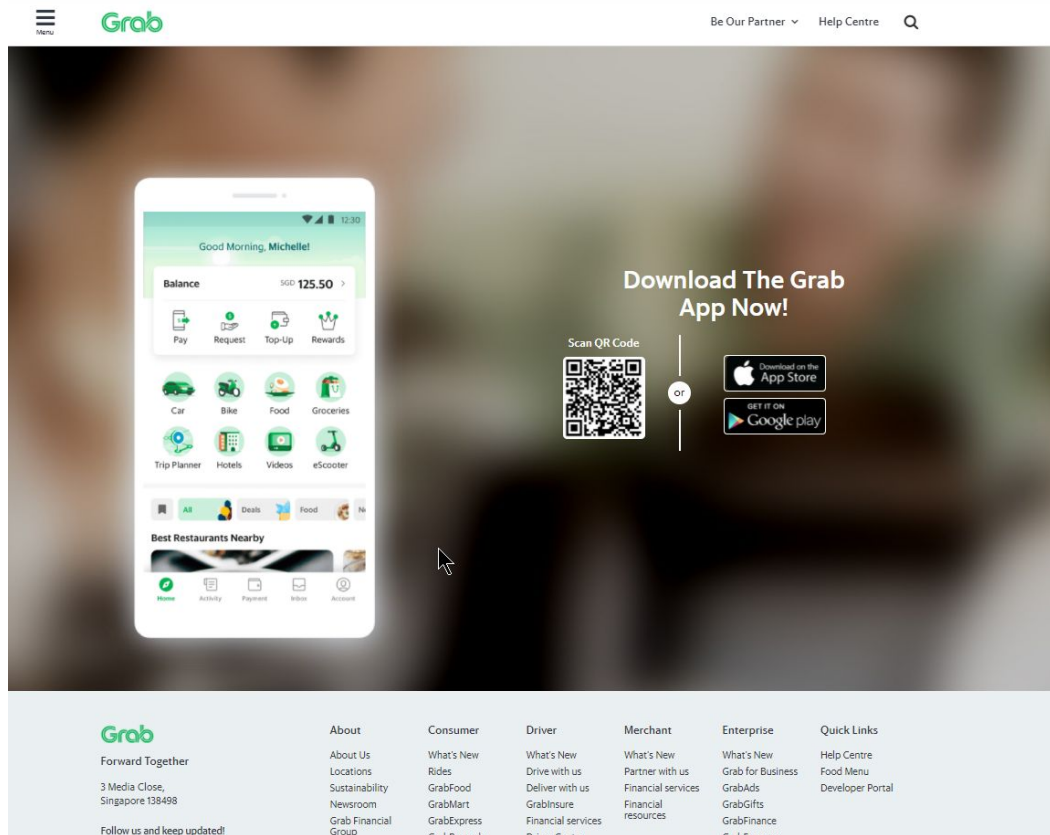 Menu
Grab
Be Our Partner
Help Centre
12:30
Good Morning, Michelle!
Balance
SGD 125.50
Pay
Request
Top-Up
Rewards
Car
Bike
Food
Groceries
Trip Planner
Hotels
Videos
eScooter
All
Deals
Food
Best Restaurants Nearby
Home
Activity
Payment
Inbox
Account
Download The Grab
App Now!
Scan QR Code
or
Download on the
App Store
GET IT ON
Google play
Grab
Forward Together
3 Media Close,
Singapore 138498
Follow us and keep updated!
About
About Us
Locations
Sustainability
Newsroom
Grab Financial
Group
Consumer
What's New
Rides
GrabFood
GrabMart
GrabExpress
Driver
What's New
Drive with us
Deliver with us
GrabInsure
Financial services
Merchant
What's New
Partner with us
Financial services
Financial
resources
Enterprise
What's New
Grab for Business
GrabAds
GrabGifts
GrabFinance
Quick Links
Help Centre
Food Menu
Developer Portal